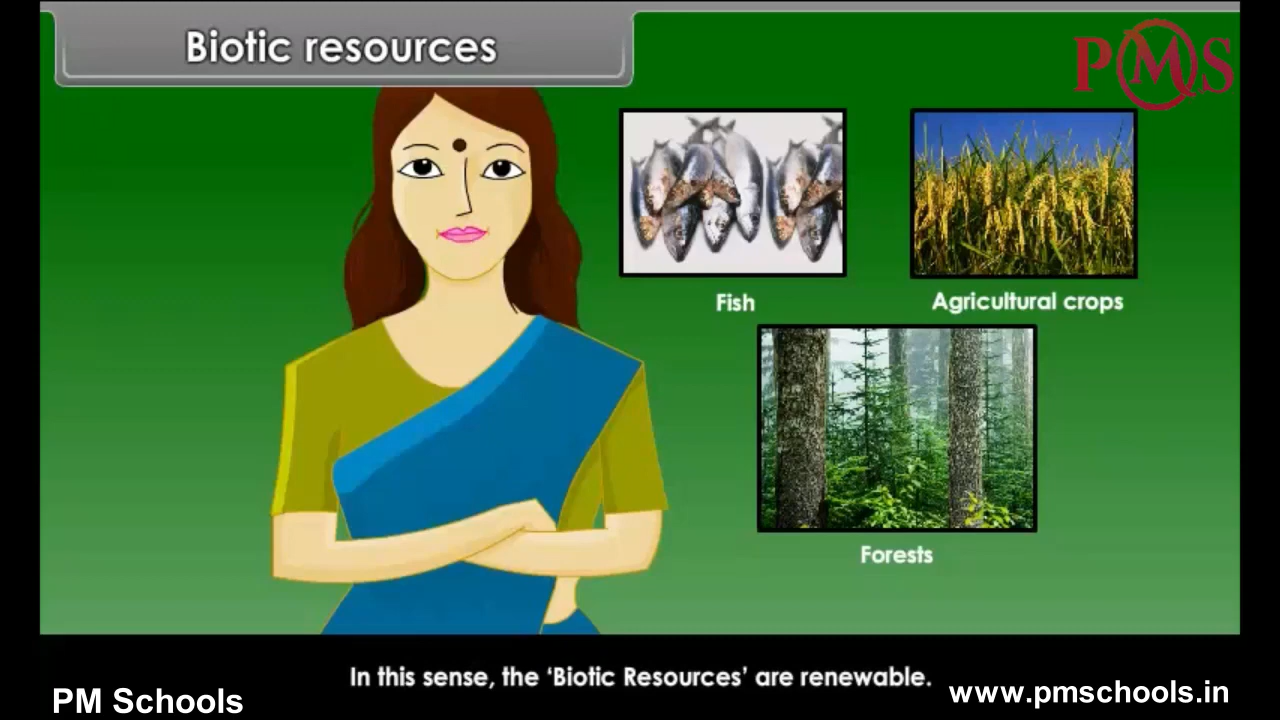 Biotic resources
PMS
Fish
Agricultural crops
Forests
In this sense, the ‘Biotic Resources’ are renewable.
PM Schools
www.pmschools.in